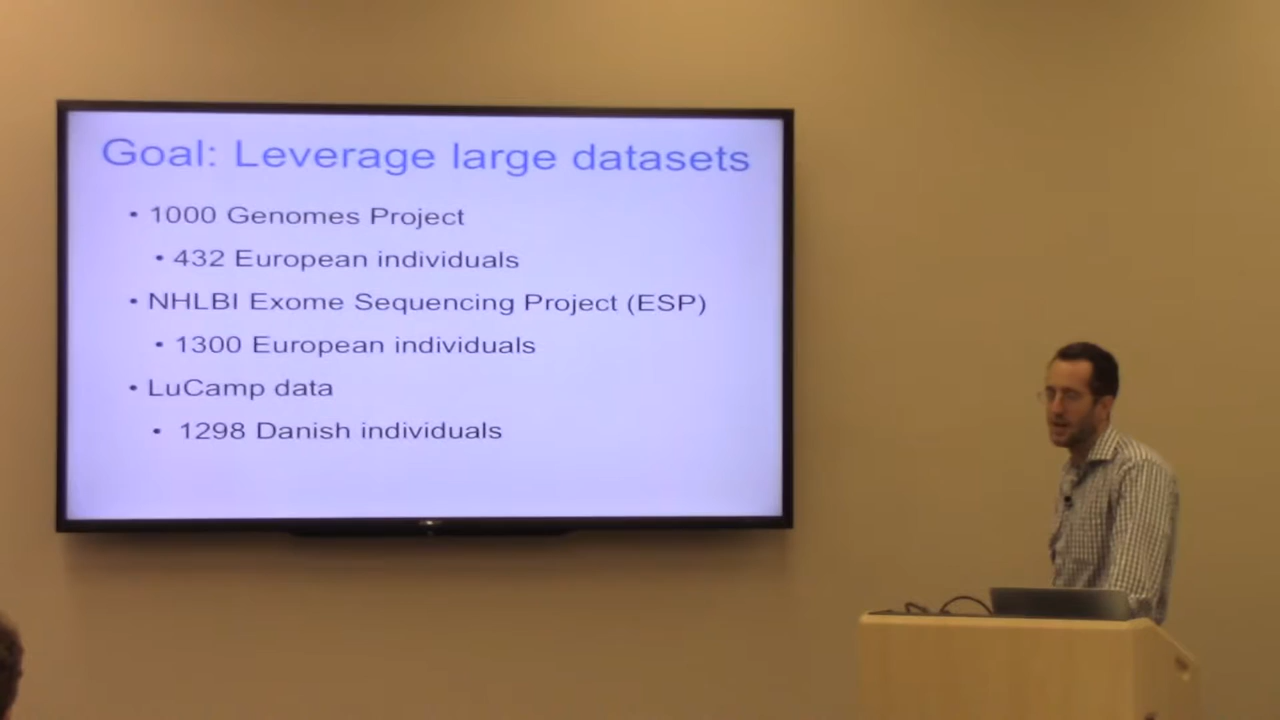 Goal: Leverage large datasets
• 1000 Genomes Project
• 432 European individuals
• NHLBI Exome Sequencing Project (ESP)
• 1300 European individuals
• LuCamp data
• 1298 Danish individuals